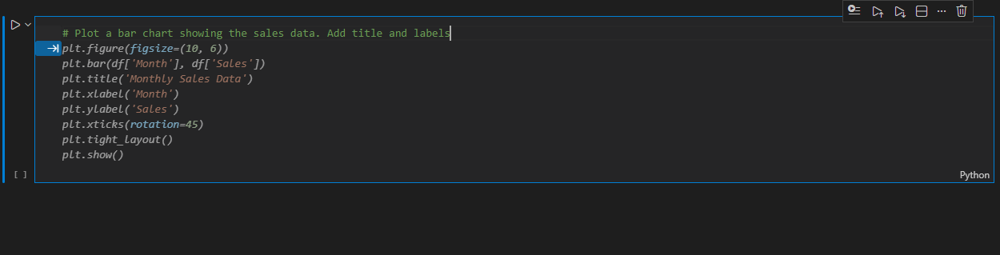 # Plot a bar chart showing the sales data. Add title and labels
plt.figure(figsize=(10, 6))
plt.bar(df['Month'], df['Sales'])
plt.title('Monthly Sales Data')
plt.xlabel('Month')
plt.ylabel('Sales')
plt.xticks(rotation=45)
plt.tight_layout()
plt.show()
[ ]
Python